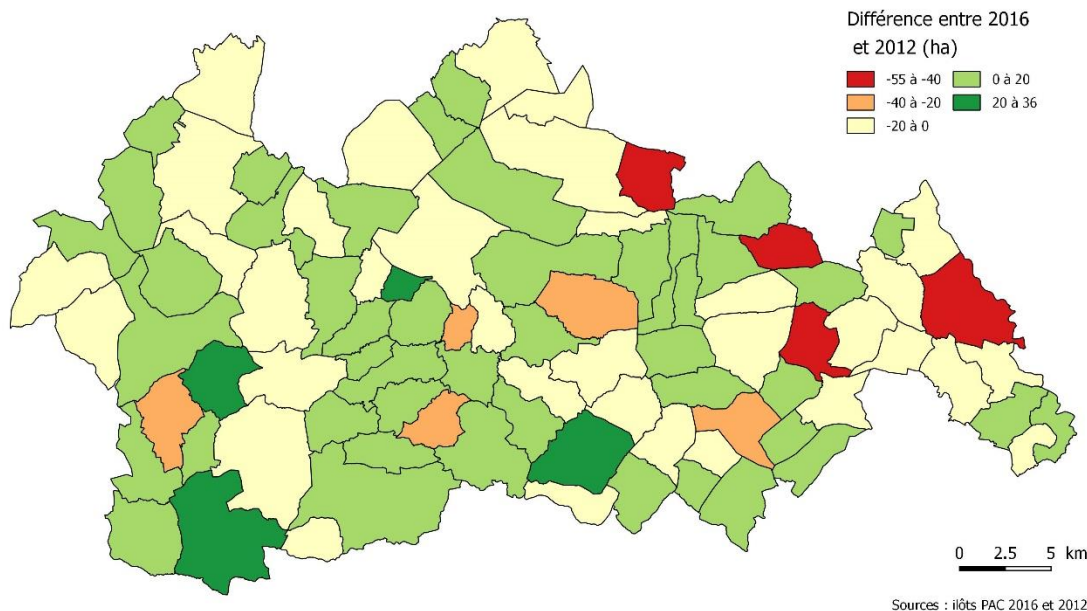 Différence entre 2016
et 2012 (ha)
-55 à -40
0 à 20
-40 à -20
20 à 36
-20 à 0
0 2.5 5 km
Sources : ilôts PAC 2016 et 2012